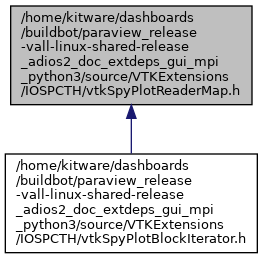 /home/kitware/dashboards
/buildbot/paraview_release
-vall-linux-shared-release
_adios2_doc_extdeps_gui_mpi
_python3/source/VTKExtensions
/IOSPCTH/vtkSpyPlotReaderMap.h
/home/kitware/dashboards
/buildbot/paraview_release
-vall-linux-shared-release
_adios2_doc_extdeps_gui_mpi
_python3/source/VTKExtensions
/IOSPCTH/vtkSpyPlotBlockIterator.h